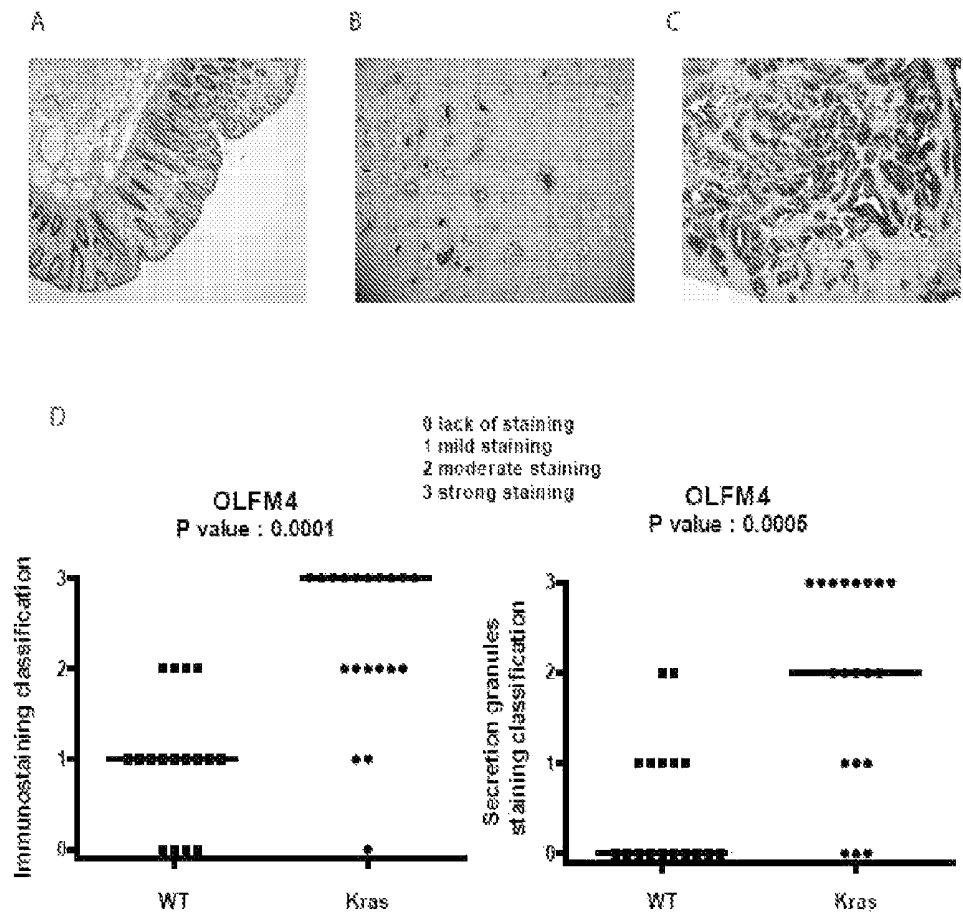 A
B
C
D
0 lack of staining
1 mild staining
2 moderate staining
3 strong staining
OLFM4
P value : 0.0001
Immunostaining classification
3
2
1
0
WT
Kras
OLFM4
P value : 0.0005
Secretion granules
staining classification
3
2
1
0
WT
Kras